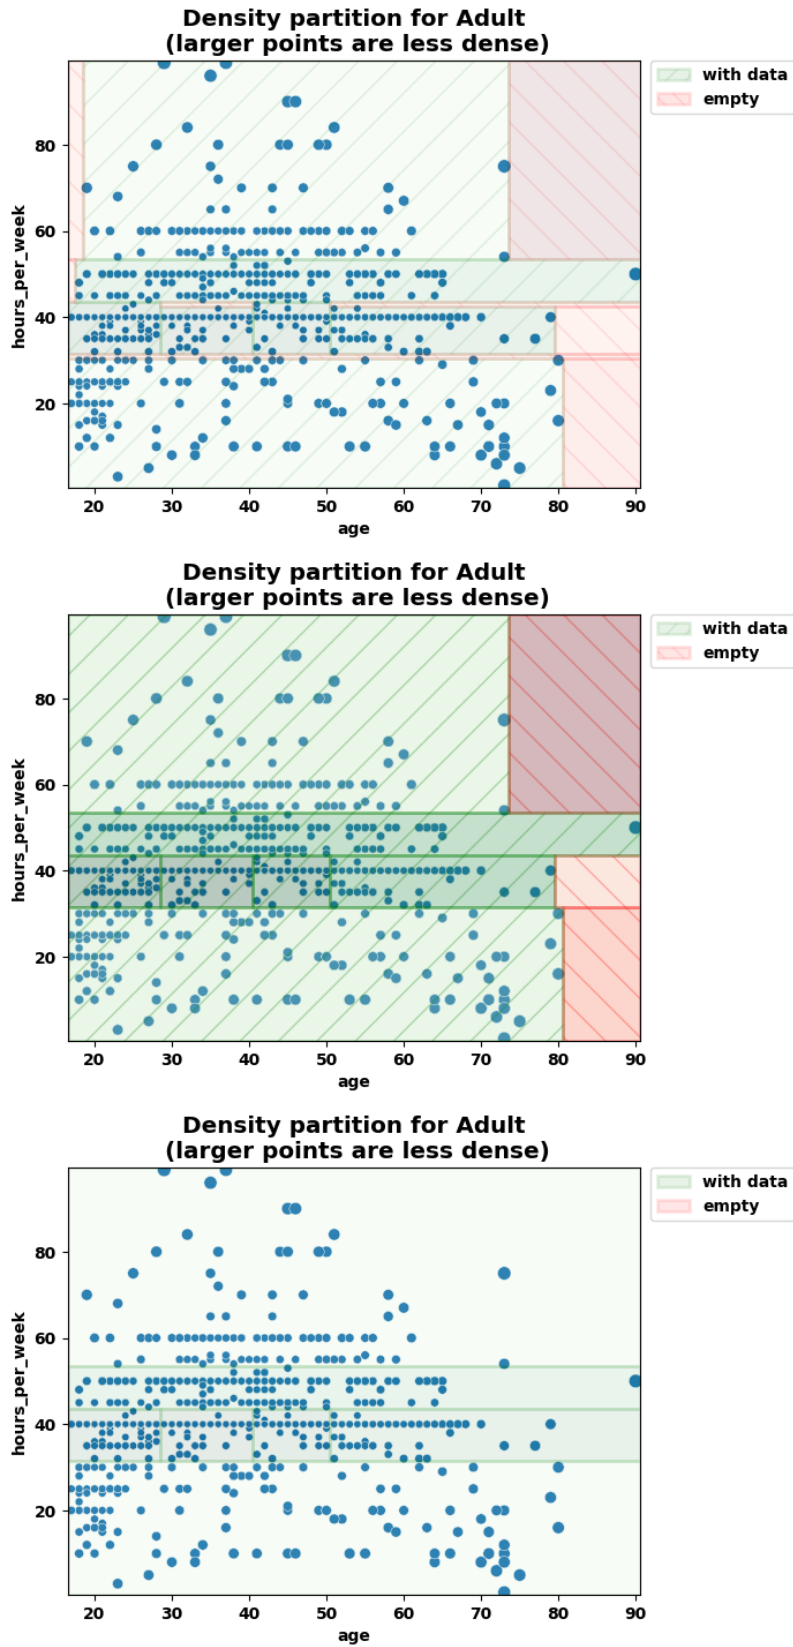 Density partition for Adult
(larger points are less dense)
with data
empty
hours_per_week
80
60
40
20
20 30 40 50 60 70 80 90
age
Density partition for Adult
(larger points are less dense)
with data
empty
hours_per_week
80
60
40
20
20 30 40 50 60 70 80 90
age
Density partition for Adult
(larger points are less dense)
with data
empty
hours_per_week
80
60
40
20
20 30 40 50 60 70 80 90
age